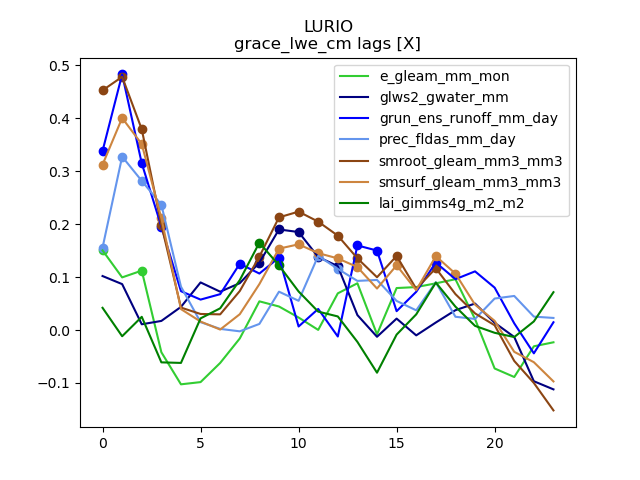 LURIO
grace_lwe_cm lags [X]
e_gleam_mm_mon
glws2_gwater_mm
grun_ens_runoff_mm_day
prec_fldas_mm_day
smroot_gleam_mm3_mm3
smsurf_gleam_mm3_mm3
lai_gimms4g_m2_m2
0.5
0.4
0.3
0.2
0.1
0.0
−0.1
0 5 10 15 20